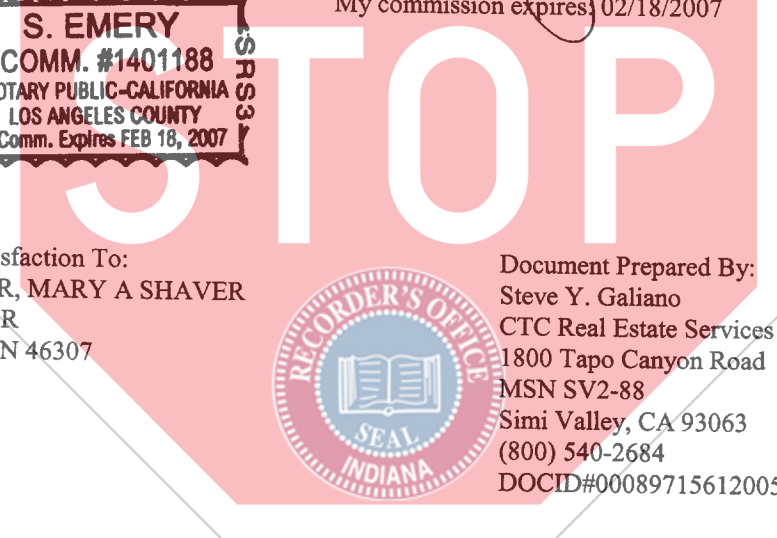 My commission expires: 02/18/2007
S. EMERY
COMM. #1401188
OTARY PUBLIC-CALIFORNIA
LOS ANGELES COUNTY
Comm. Expires FEB 18, 2007
SRS3
STOP
sfaction To:
R, MARY A SHAVER
R
N 46307
RECORDER'S OFFICE
SEAL
INDIANA
Document Prepared By:
Steve Y. Galiano
CTC Real Estate Services
1800 Tapo Canyon Road
MSN SV2-88
Simi Valley, CA 93063
(800) 540-2684
DOCID#00089715612005